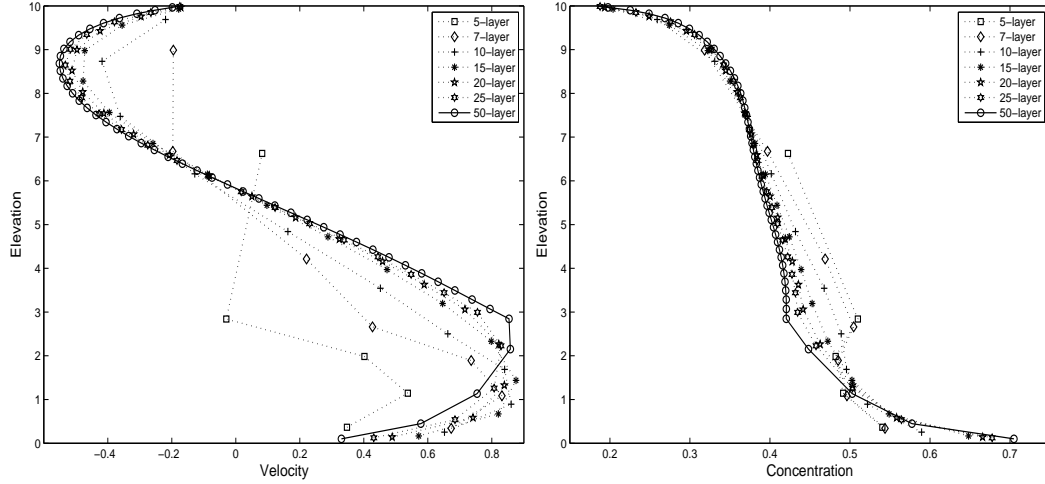 10
9
8
7
6
5
4
3
2
1
0
Elevation
−0.4
−0.2
0
0.2
0.4
0.6
0.8
Velocity
5−layer
7−layer
10−layer
15−layer
20−layer
25−layer
50−layer
10
9
8
7
6
5
4
3
2
1
0
Elevation
0.2
0.3
0.4
0.5
0.6
0.7
Concentration
5−layer
7−layer
10−layer
15−layer
20−layer
25−layer
50−layer